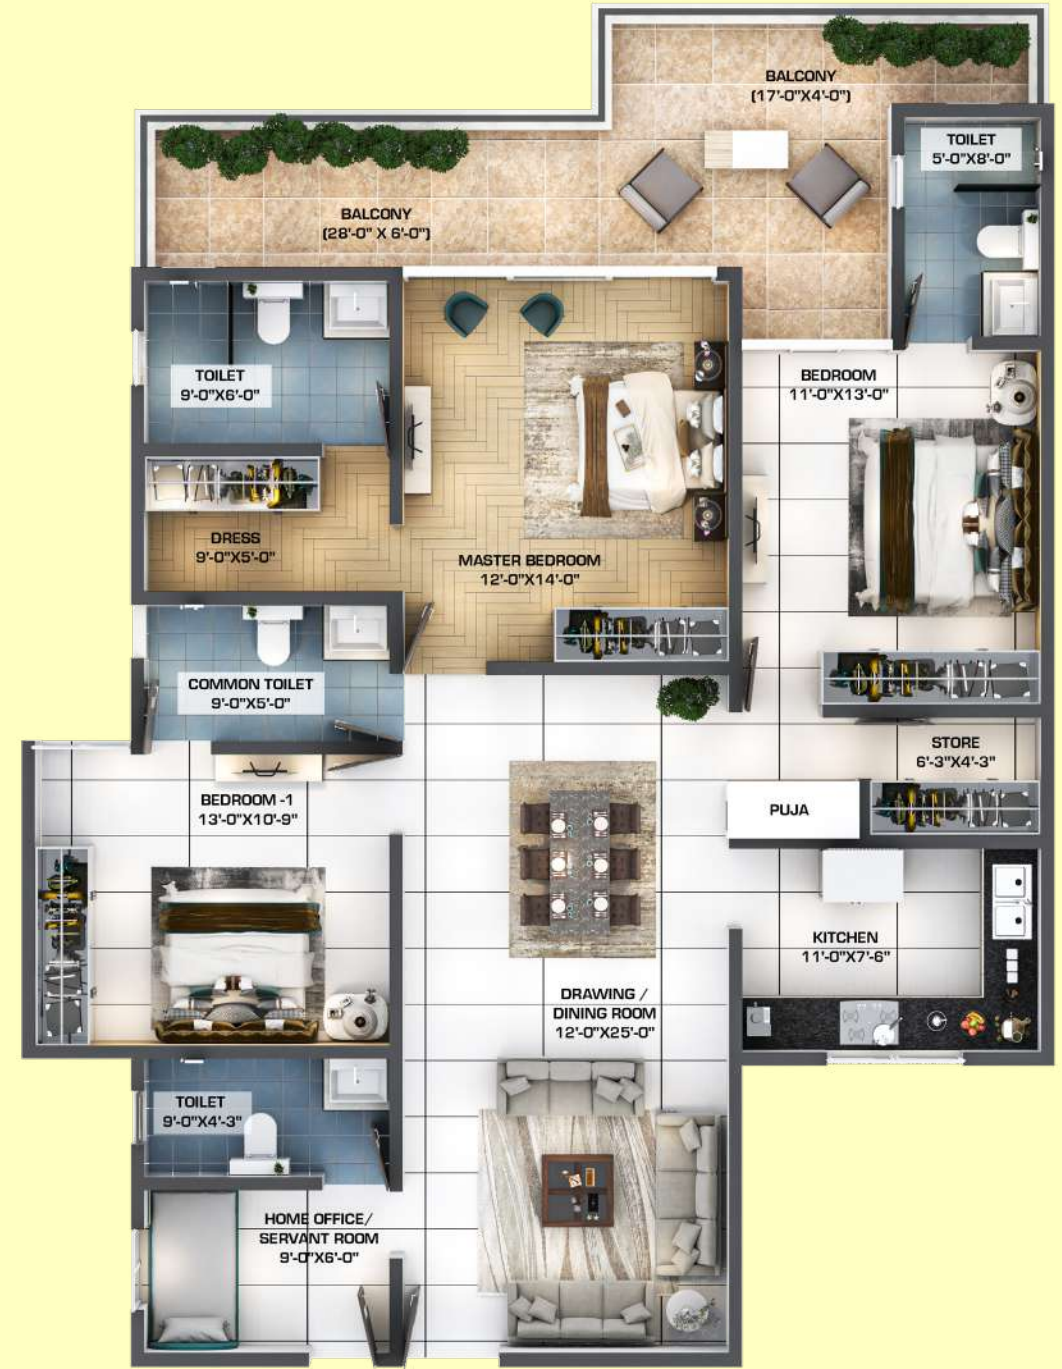 BALCONY
(17'-0"X4'-0")
TOILET
5'-0"X8'-0"
BALCONY
(28'-0" X 6'-0")
TOILET
9'-0"X6'-0"
BEDROOM
11'-0"X13'-0"
DRESS
9'-0"X5'-0"
MASTER BEDROOM
12'-0"X14'-0"
COMMON TOILET
9'-0"X5'-0"
STORE
6'-3"X4'-3"
BEDROOM -1
13'-0"X10'-9"
PUJA
KITCHEN
11'-0"X7'-6"
DRAWING /
DINING ROOM
12'-0"X25'-0"
TOILET
9'-0"X4'-3"
HOME OFFICE/
SERVANT ROOM
9'-0"X6'-0"